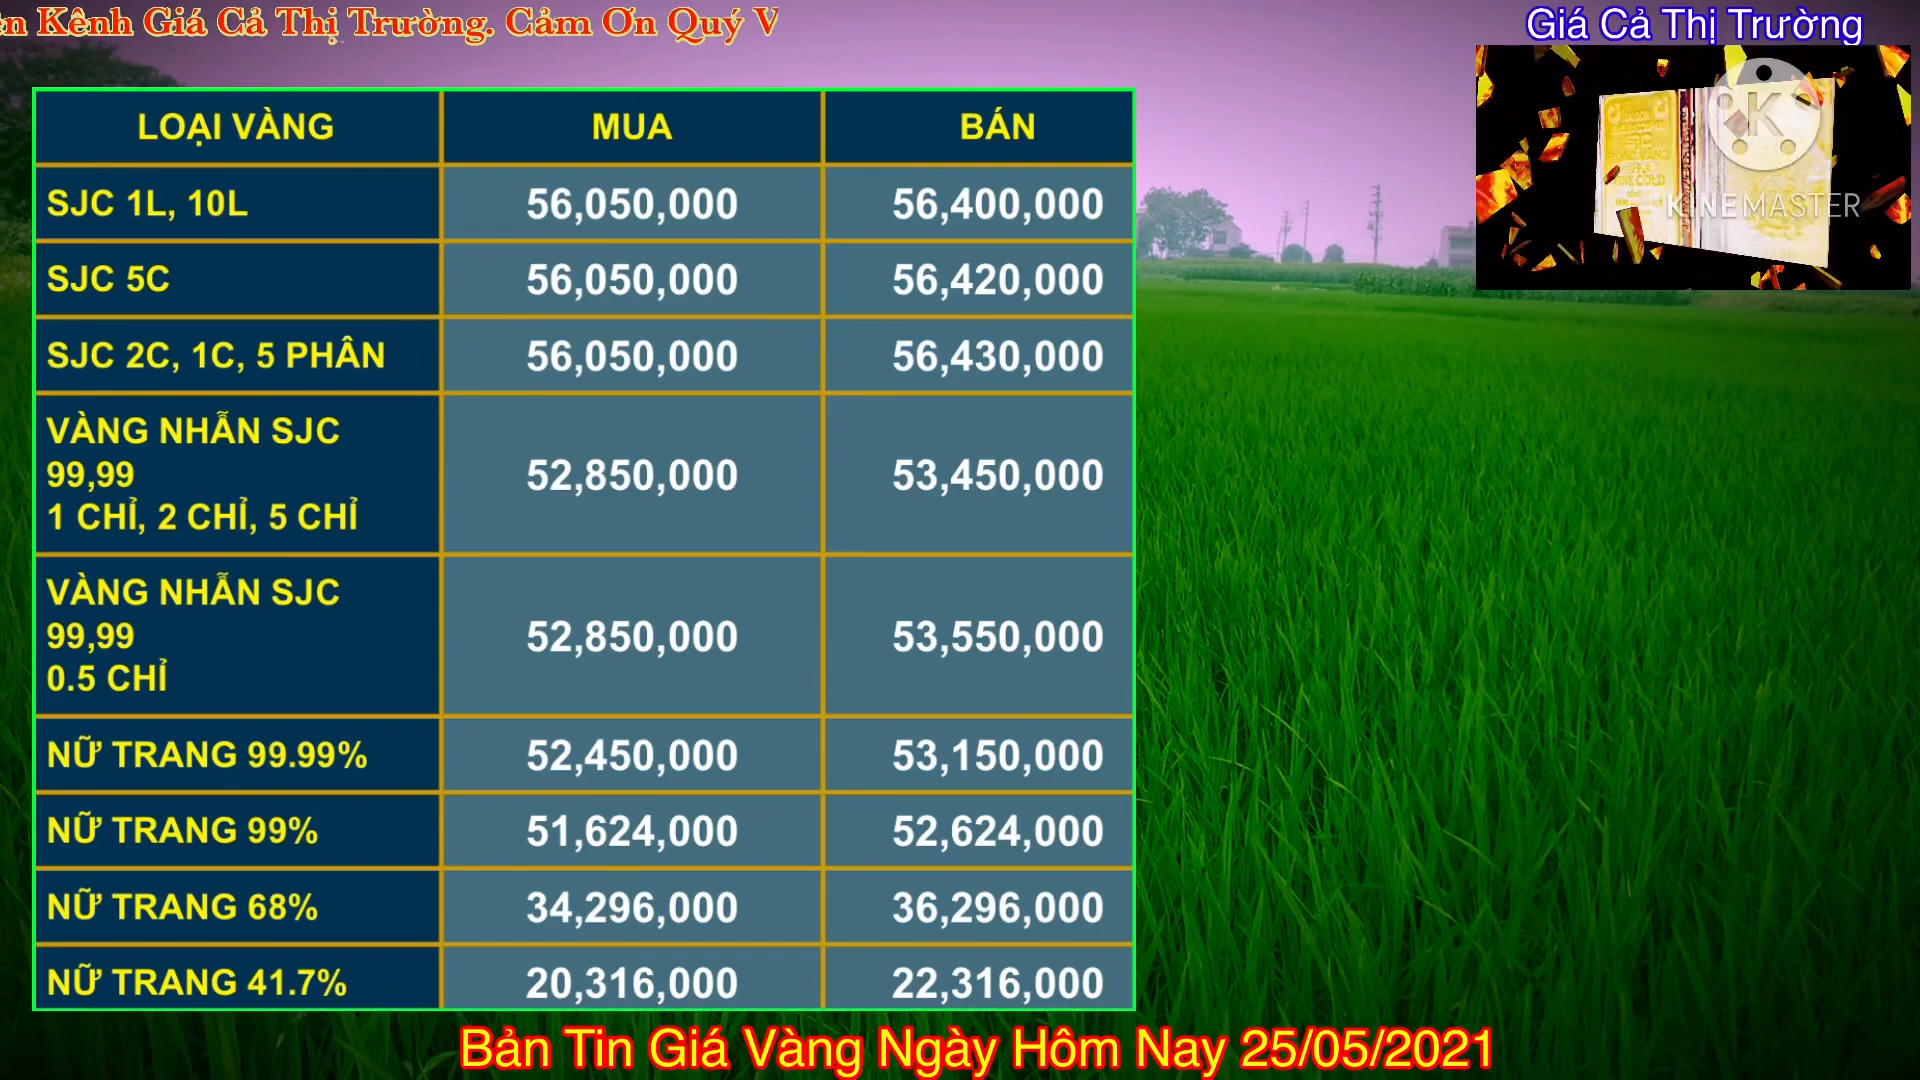 ên Kênh Giá Cả Thị Trường. Cảm Ơn Quý V
Giá Cả Thị Trường
LOẠI VÀNG MUA BÁN
SJC 1L, 10L 56,050,000 56,400,000
SJC 5C 56,050,000 56,420,000
SJC 2C, 1C, 5 PHÂN 56,050,000 56,430,000
VÀNG NHẪN SJC
99,99
1 CHỈ, 2 CHỈ, 5 CHỈ 52,850,000 53,450,000
VÀNG NHẪN SJC
99,99
0.5 CHỈ 52,850,000 53,550,000
NỮ TRANG 99.99% 52,450,000 53,150,000
NỮ TRANG 99% 51,624,000 52,624,000
NỮ TRANG 68% 34,296,000 36,296,000
NỮ TRANG 41.7% 20,316,000 22,316,000
K
KINEMASTER
Bản Tin Giá Vàng Ngày Hôm Nay 25/05/2021